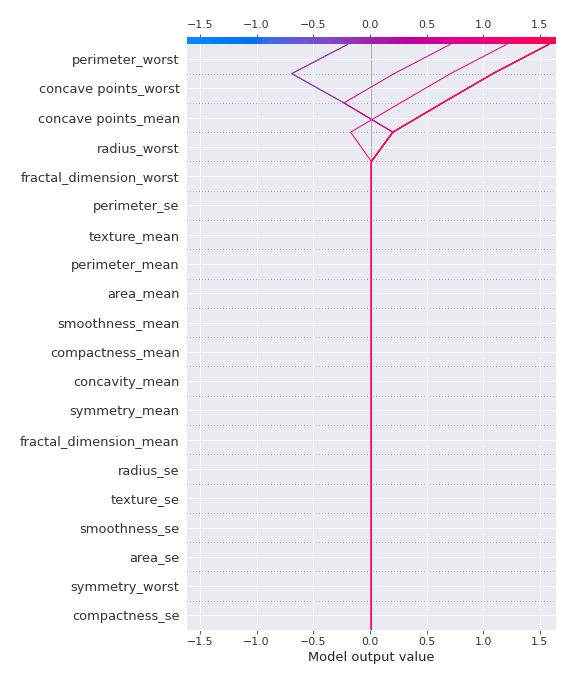 −1.5 −1.0 −0.5 0.0 0.5 1.0 1.5
perimeter_worst
concave points_worst
concave points_mean
radius_worst
fractal_dimension_worst
perimeter_se
texture_mean
perimeter_mean
area_mean
smoothness_mean
compactness_mean
concavity_mean
symmetry_mean
fractal_dimension_mean
radius_se
texture_se
smoothness_se
area_se
symmetry_worst
compactness_se
−1.5 −1.0 −0.5 0.0 0.5 1.0 1.5
Model output value